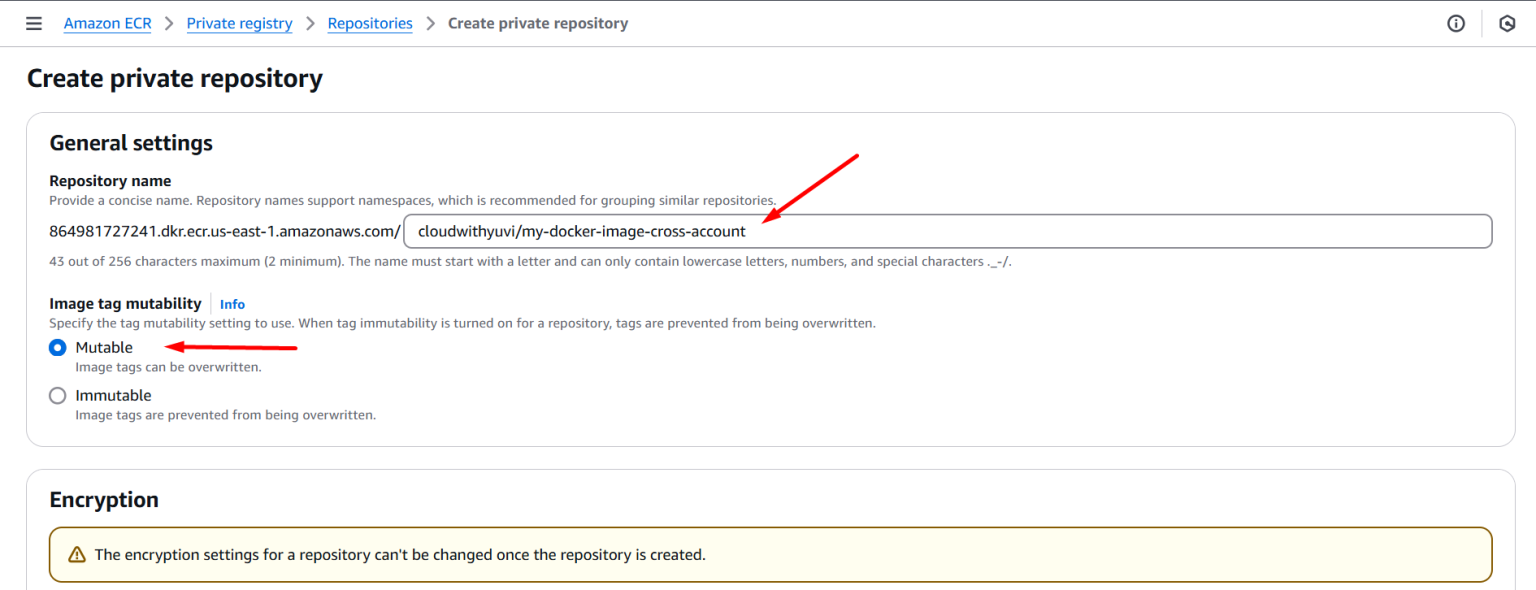 Amazon ECR > Private registry > Repositories > Create private repository
Create private repository
General settings
Repository name
Provide a concise name. Repository names support namespaces, which is recommended for grouping similar repositories.
864981727241.dkr.ecr.us-east-1.amazonaws.com/ cloudwithyuvi/my-docker-image-cross-account
43 out of 256 characters maximum (2 minimum). The name must start with a letter and can only contain lowercase letters, numbers, and special characters ._-/.
Image tag mutability | Info
Specify the tag mutability setting to use. When tag immutability is turned on for a repository, tags are prevented from being overwritten.
Mutable
Image tags can be overwritten.
Immutable
Image tags are prevented from being overwritten.
Encryption
The encryption settings for a repository can't be changed once the repository is created.